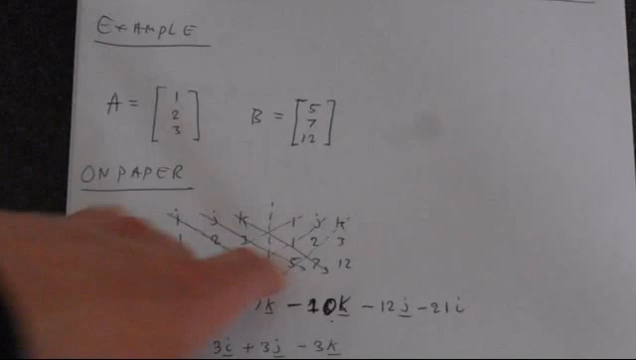 EXAMPLE
A = [1 2 3] B = [5 7 12]
ON PAPER
i j k i j k
1 2 3 1 2 3
5 7 12
k - 10k - 12j - 21i
3i + 3j - 3k